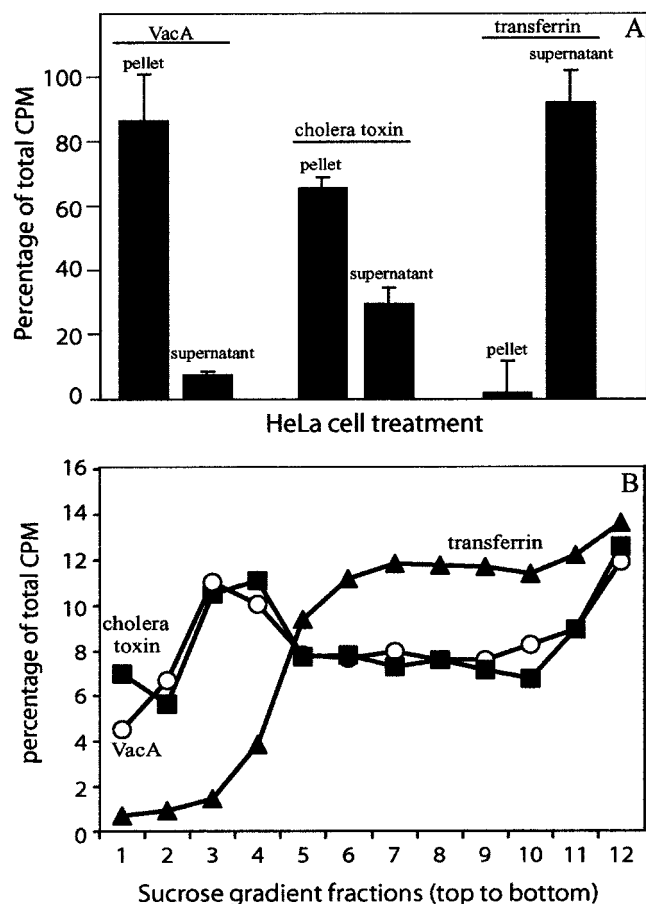 A
VacA
transferrin
pellet
supernatant
cholera toxin
pellet
supernatant
supernatant
pellet
Percentage of total CPM
100
80
60
40
20
0
HeLa cell treatment
B
16
14
12
10
8
6
4
2
0
percentage of total CPM
transferrin
cholera
toxin
VacA
1 2 3 4 5 6 7 8 9 10 11 12
Sucrose gradient fractions (top to bottom)